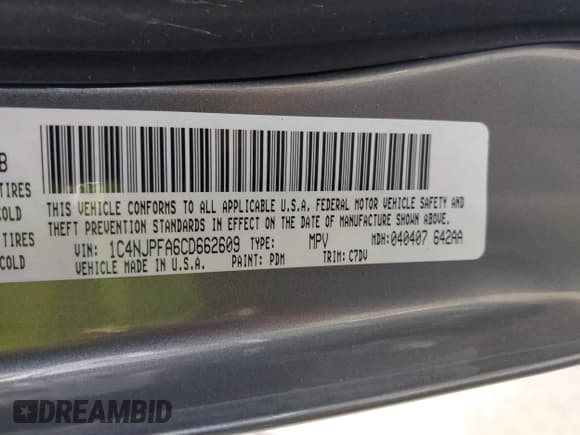 B
TIRES
COLD
TIRES
COLD
THIS VEHICLE CONFORMS TO ALL APPLICABLE U.S.A. FEDERAL MOTOR VEHICLE SAFETY AND
THEFT PREVENTION STANDARDS IN EFFECT ON THE DATE OF MANUFACTURE SHOWN ABOVE.
VIN: 1C4NJPFA6CD662609 TYPE: MPV MDH:040407 642AA
VEHICLE MADE IN U.S.A. PAINT: PDM TRIM: C7DV
DREAMBID